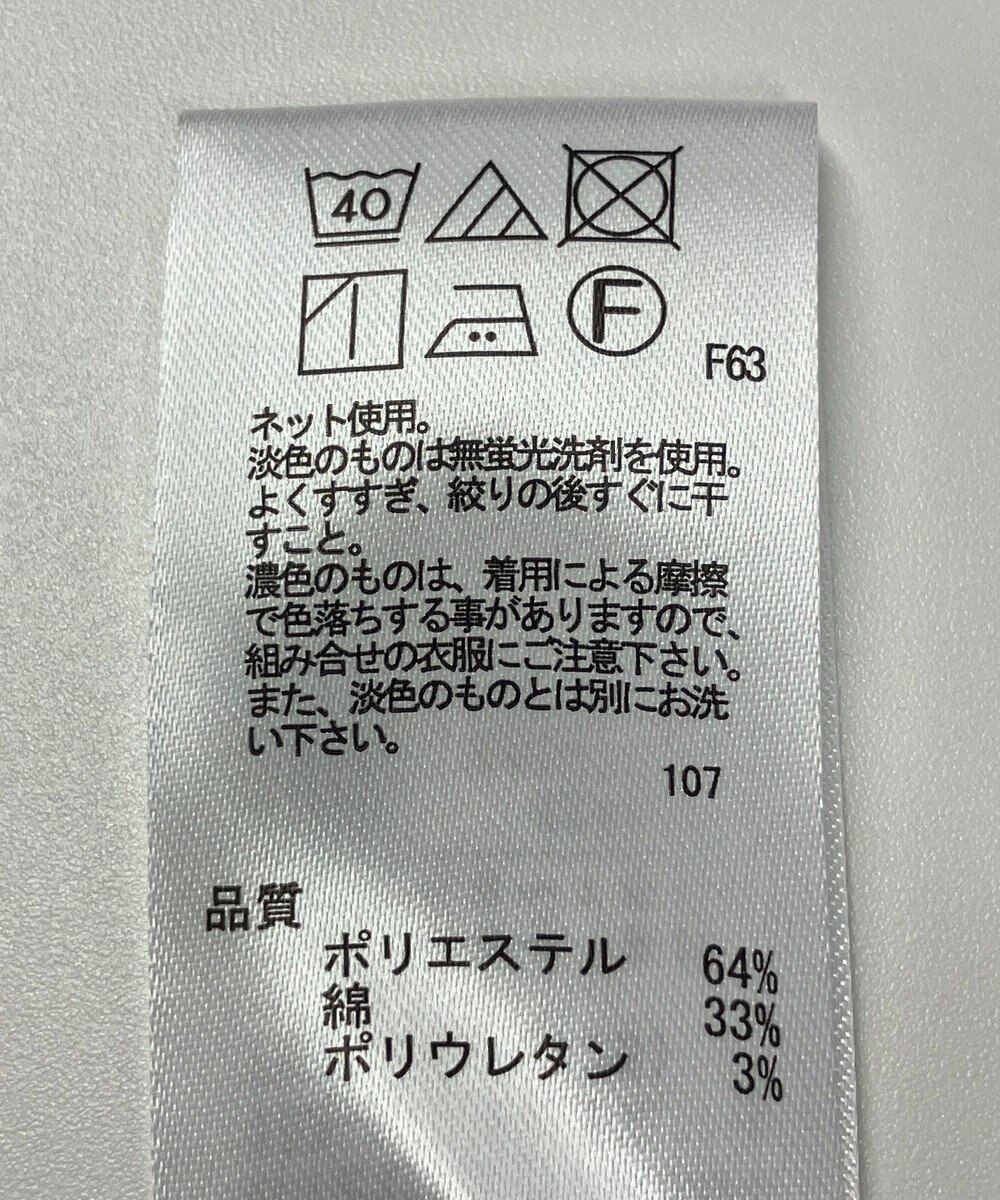 40
F
F63
ネット使用。
淡色のものは無蛍光洗剤を使用。
よくすすぎ、絞りの後すぐに干
すこと。
濃色のものは、着用による摩擦
で色落ちする事がありますので、
組み合せの衣服にご注意下さい。
また、淡色のものとは別にお洗
い下さい。
107
品質
ポリエステル 64%
綿 33%
ポリウレタン 3%